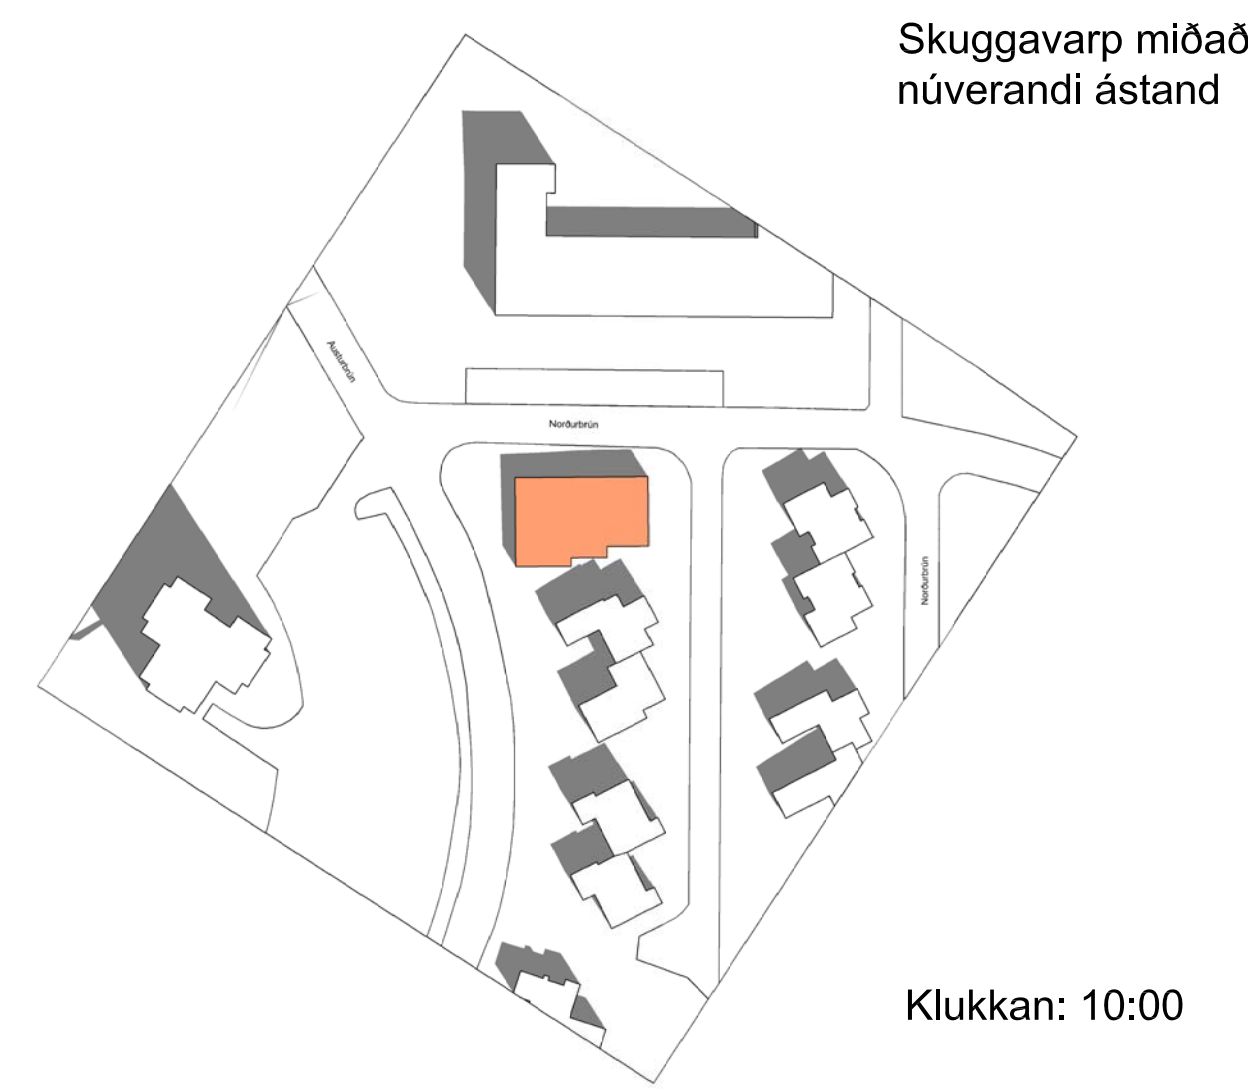 Skuggavarp miðað
núverandi ástand
Austurbrún
Norðurbrún
Norðurbrún
Klukkan: 10:00